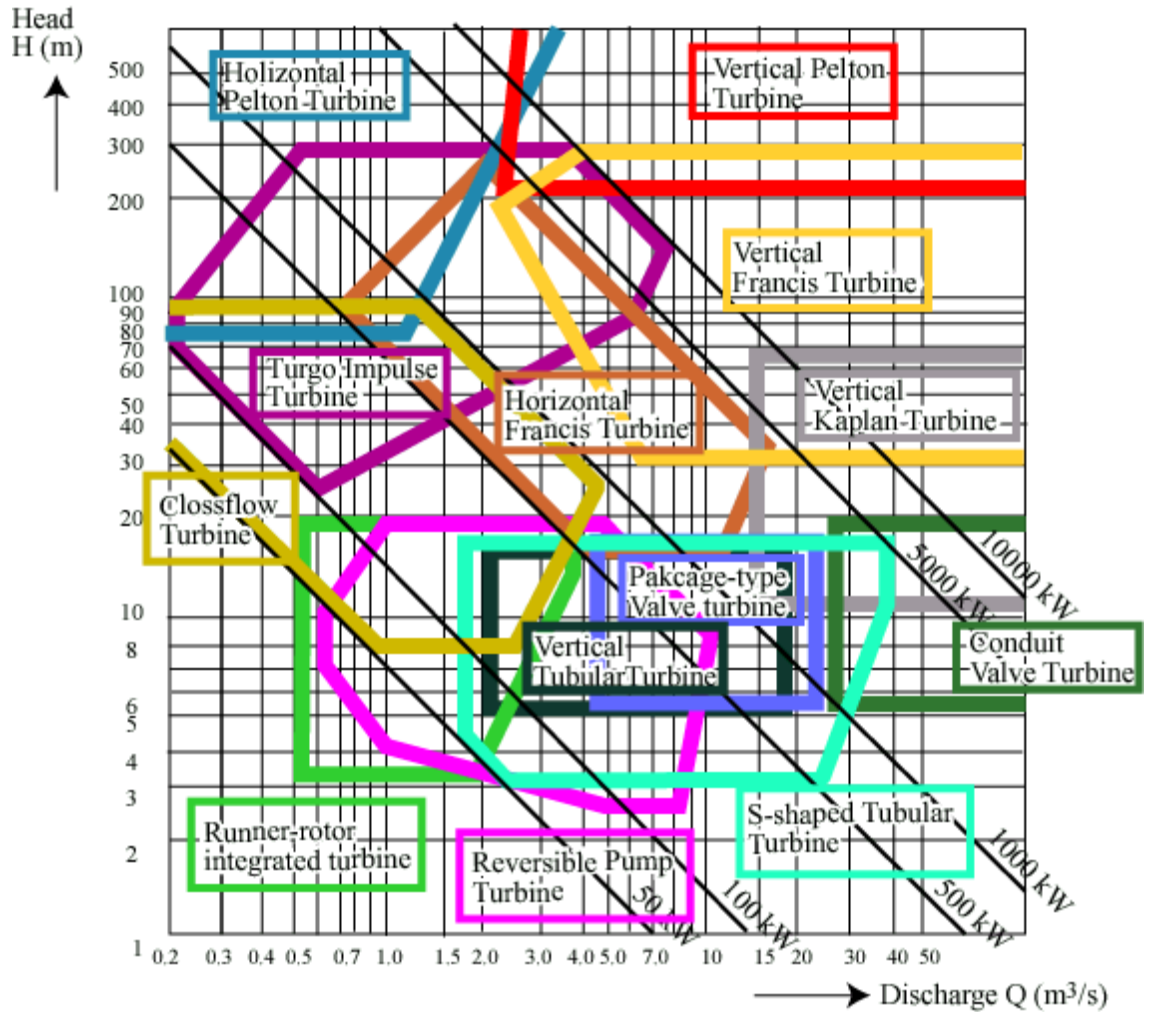 Head
H (m)
Holizontal
Pelton Turbine
Vertical Pelton
Turbine
Vertical
Francis Turbine
Turgo Impulse
Turbine
Horizontal
Francis Turbine
Vertical
Kaplan Turbine
Clossflow
Turbine
Pakcage-type
Valve turbine
Vertical
Tubular Turbine
Conduit
Valve Turbine
Runner-rotor
integrated turbine
Reversible Pump
Turbine
S-shaped Tubular
Turbine
500
400
300
200
100
90
80
70
60
50
40
30
20
10
8
6
5
4
3
2
1
10000 kW
5000 kW
1000 kW
500 kW
100 kW
50 kW
0.2 0.3 0.4 0.5 0.7 1.0 1.5 2.0 3.0 4.0 5.0 7.0 10 15 20 30 40 50
Discharge Q (m³/s)